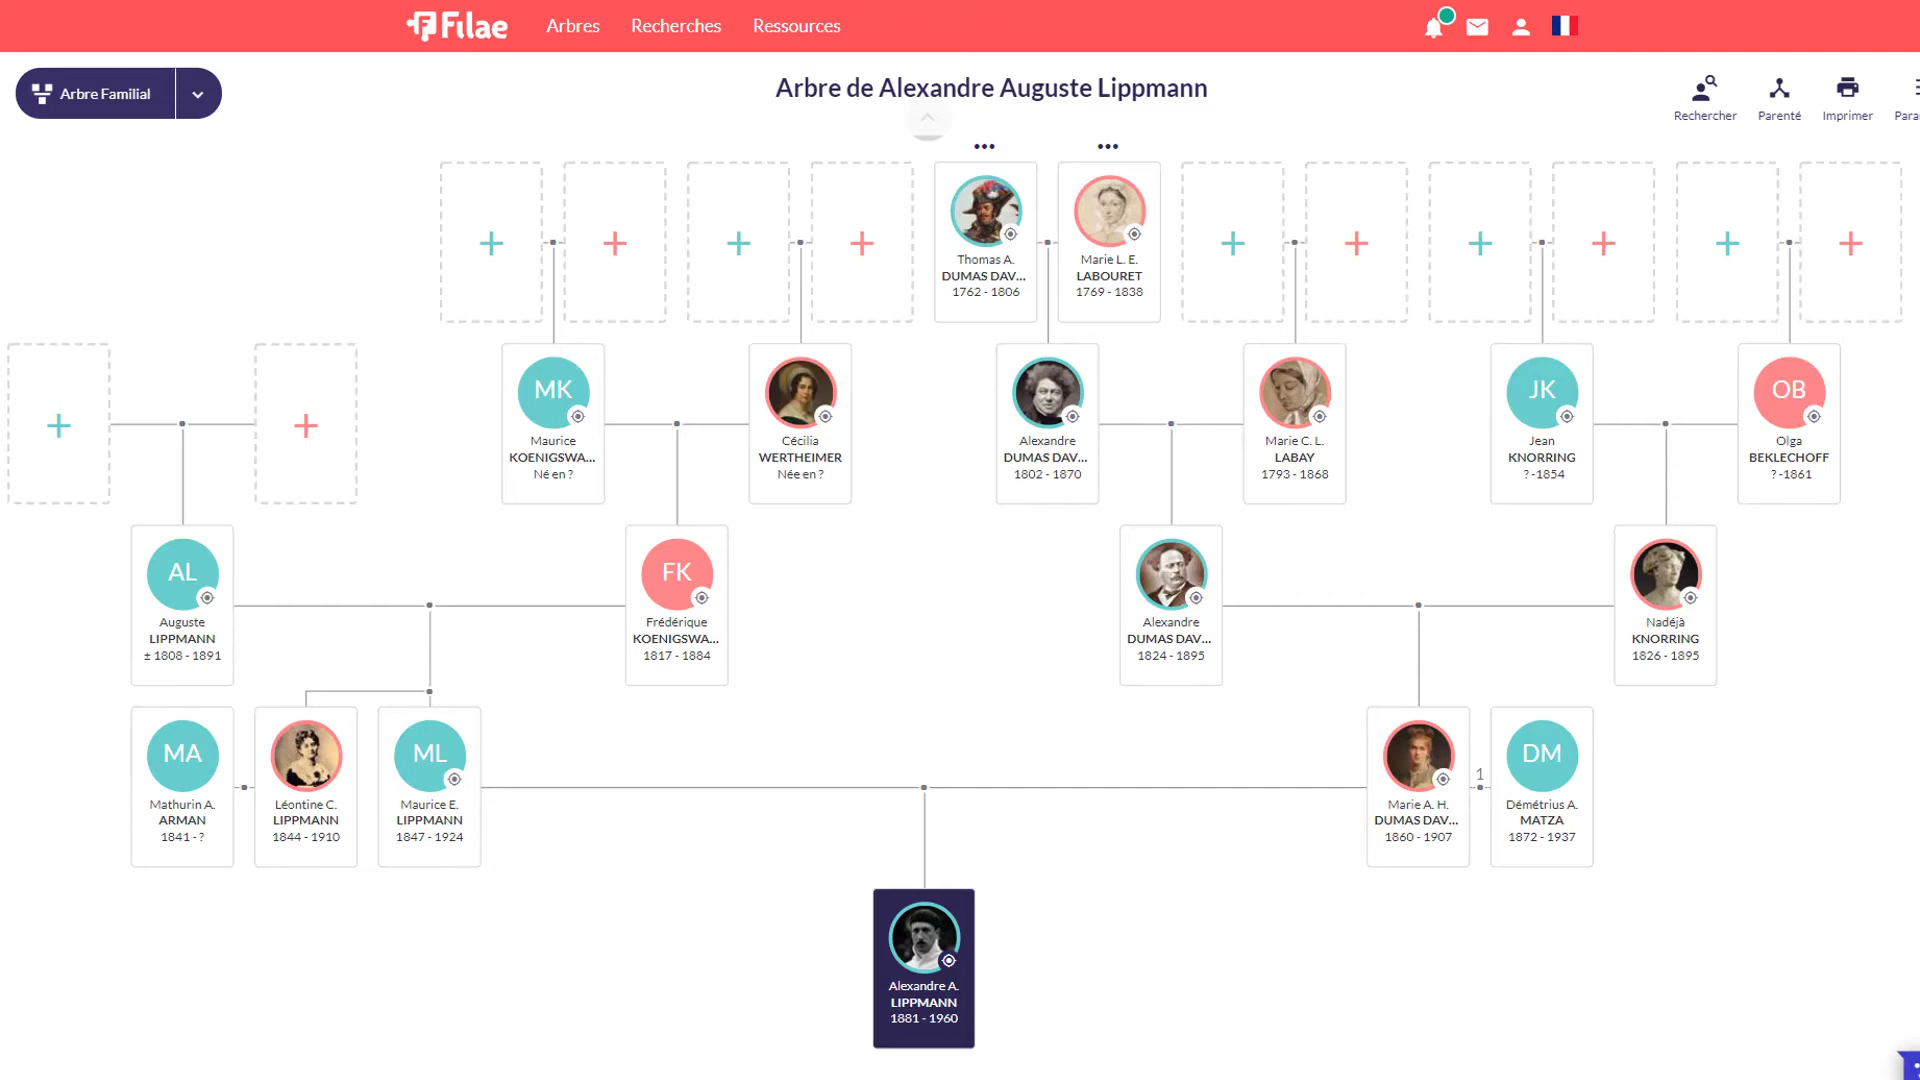 Filae
Arbres
Recherches
Ressources
Arbre Familial
Arbre de Alexandre Auguste Lippmann
Rechercher
Parenté
Imprimer
Para
Thomas A.
DUMAS DAV...
1762 - 1806
Marie L. E.
LABOURET
1769 - 1838
MK
Maurice
KOENIGSWA...
Né en ?
Cécilia
WERTHEIMER
Née en ?
Alexandre
DUMAS DAV...
1802 - 1870
Marie C. L.
LABAY
1793 - 1868
JK
Jean
KNORRING
? -1854
OB
Olga
BEKLECHOFF
? -1861
AL
Auguste
LIPPMANN
± 1808 - 1891
FK
Frédérique
KOENIGSWA...
1817 - 1884
Alexandre
DUMAS DAV...
1824 - 1895
Nadéjà
KNORRING
1826 - 1895
MA
Mathurin A.
ARMAN
1841 - ?
Léontine C.
LIPPMANN
1844 - 1910
ML
Maurice E.
LIPPMANN
1847 - 1924
Marie A. H.
DUMAS DAV...
1860 - 1907
1
DM
Démétrius A.
MATZA
1872 - 1937
Alexandre A.
LIPPMANN
1881 - 1960